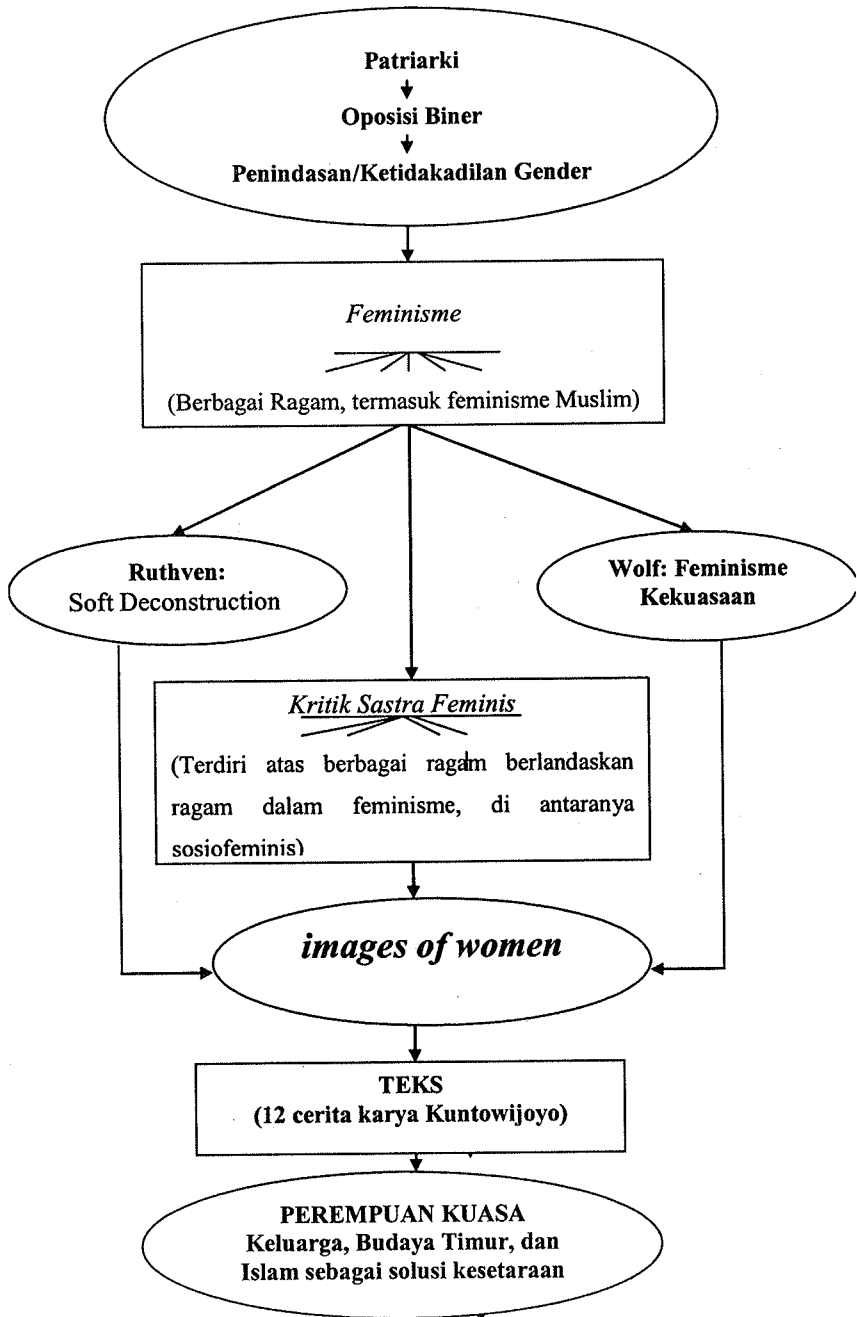 Patriarki
Oposisi Biner
Penindasan/Ketidakadilan Gender
Feminisme
(Berbagai Ragam, termasuk feminisme Muslim)
Ruthven:
Soft Deconstruction
Wolf: Feminisme
Kekuasaan
Kritik Sastra Feminis
(Terdiri atas berbagai ragam berlandaskan
ragam dalam feminisme, di antaranya
sosiofeminis)
images of women
TEKS
(12 cerita karya Kuntowijoyo)
PEREMPUAN KUASA
Keluarga, Budaya Timur, dan
Islam sebagai solusi kesetaraan